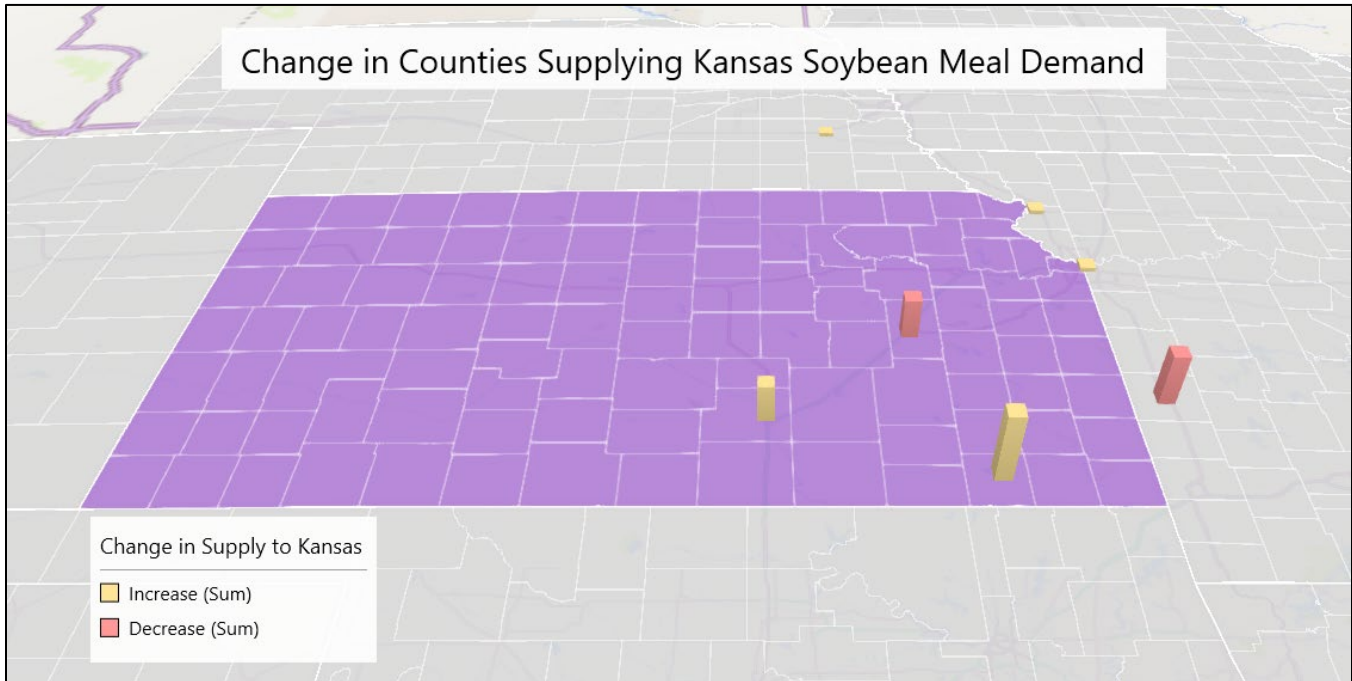 Change in Counties Supplying Kansas Soybean Meal Demand
Change in Supply to Kansas
Increase (Sum)
Decrease (Sum)